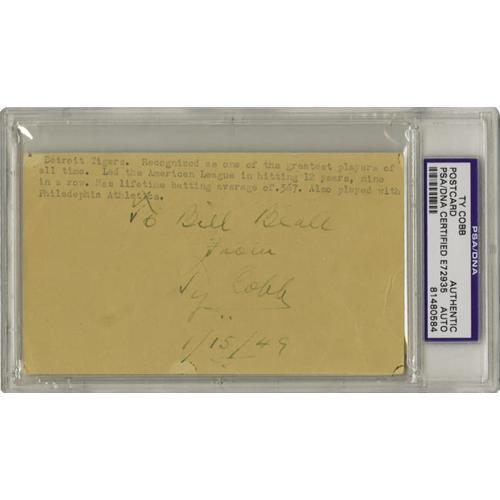 Detroit Tigers. Recognized as one of the greatest players of
all time. Led the American League in hitting 12 years, nine
in a row. Has lifetime batting average of .367. Also played with
Philadelphia Athletics.
To Bill Beall
From
Ty Cobb
1/15/49
PSA/DNA
TY COBB
POSTCARD AUTHENTIC
PSA/DNA CERTIFIED E72935 AUTO
81480584